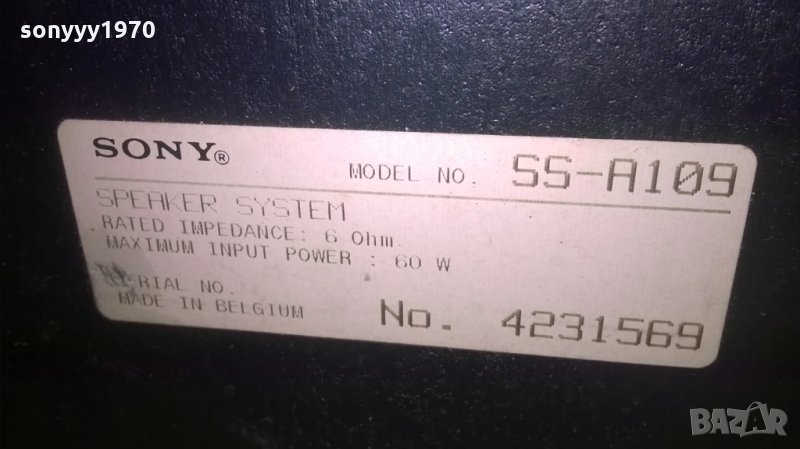 sonyyy1970
SONY®
MODEL NO. SS-A109
SPEAKER SYSTEM
RATED IMPEDANCE: 6 Ohm
MAXIMUM INPUT POWER : 60 W
RIAL NO.
MADE IN BELGIUM
No. 4231569
BAZAR